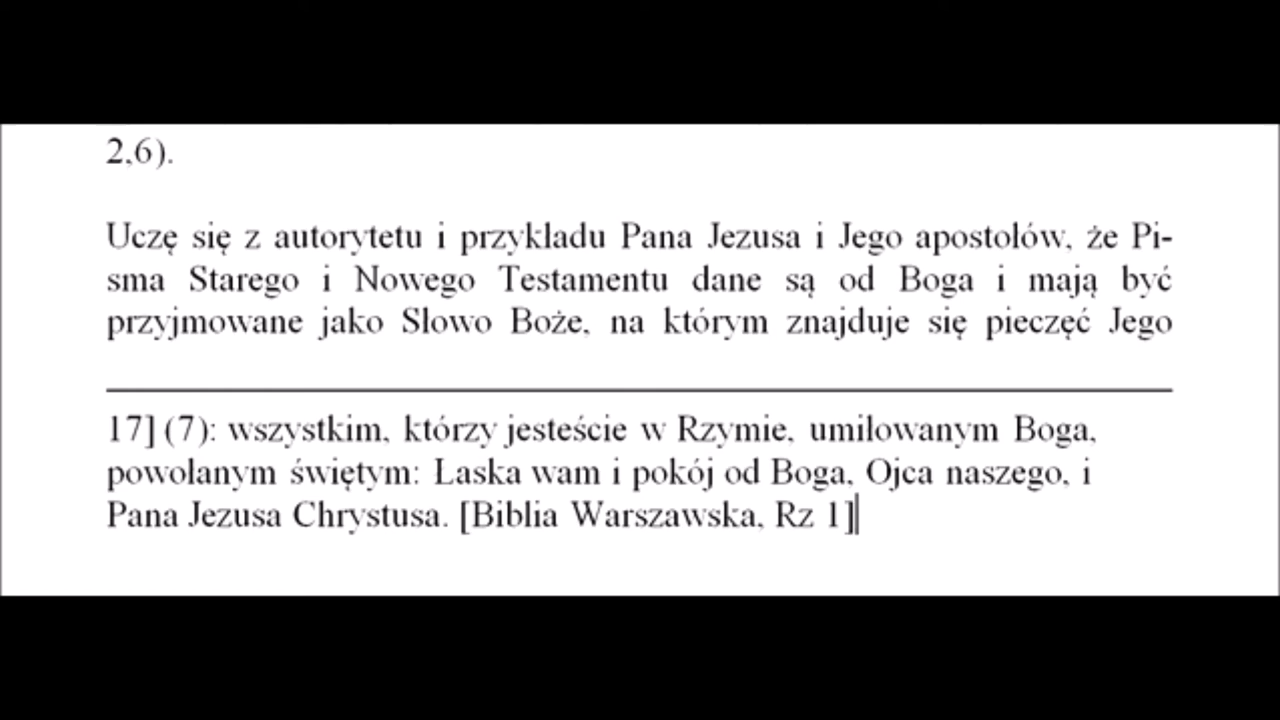 2,6).
Uczę się z autorytetu i przykładu Pana Jezusa i Jego apostołów, że Pi-
sma Starego i Nowego Testamentu dane są od Boga i mają być
przyjmowane jako Słowo Boże, na którym znajduje się pieczęć Jego
17] (7): wszystkim, którzy jesteście w Rzymie, umiłowanym Boga,
powołanym świętym: Łaska wam i pokój od Boga, Ojca naszego, i
Pana Jezusa Chrystusa. [Biblia Warszawska, Rz 1]